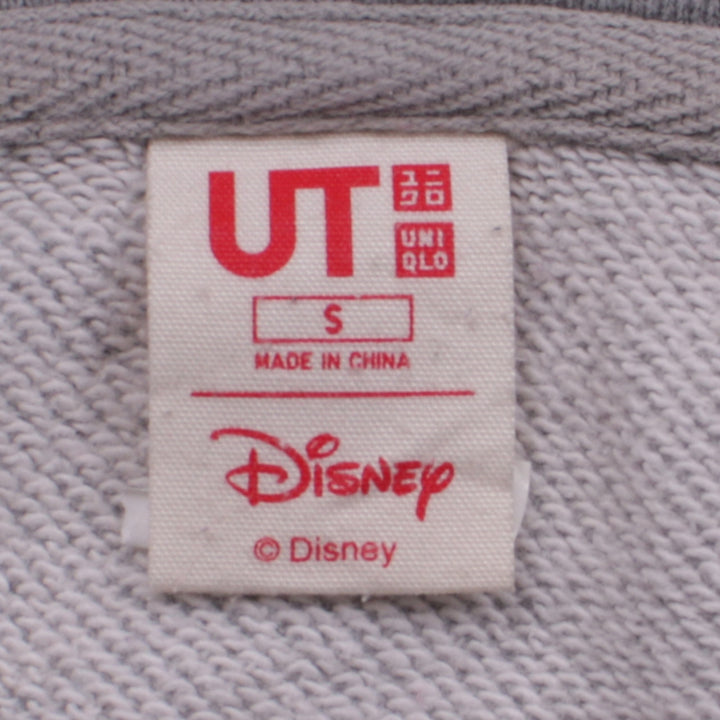 UT
ユニ
クロ
UNI
QLO
S
MADE IN CHINA
Disney
© Disney